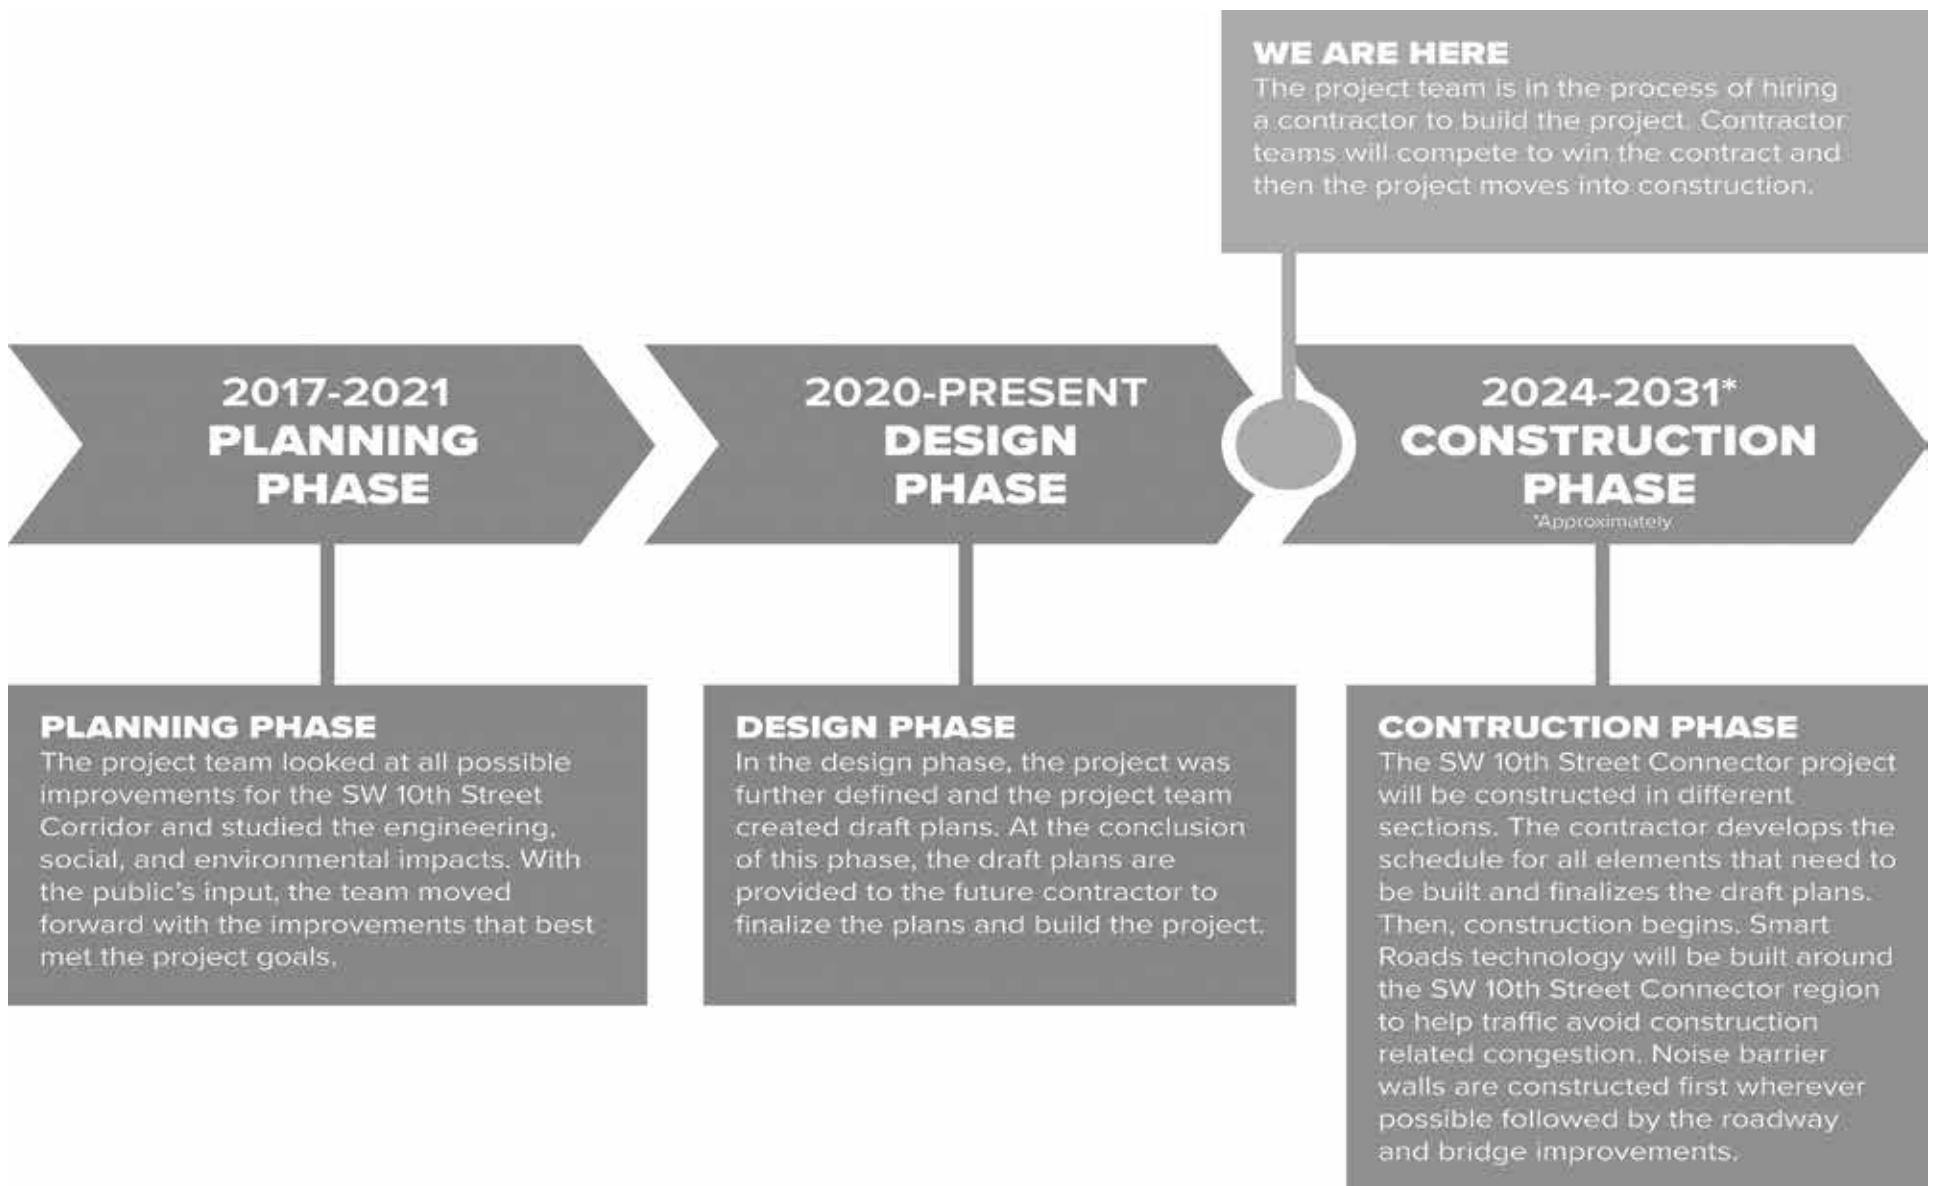 WE ARE HERE
The project team is in the process of hiring
a contractor to build the project. Contractor
teams will compete to win the contract and
then the project moves into construction.
2017-2021
PLANNING
PHASE
2020-PRESENT
DESIGN
PHASE
2024-2031*
CONSTRUCTION
PHASE
*Approximately
PLANNING PHASE
The project team looked at all possible
improvements for the SW 10th Street
Corridor and studied the engineering,
social, and environmental impacts. With
the public's input, the team moved
forward with the improvements that best
met the project goals.
DESIGN PHASE
In the design phase, the project was
further defined and the project team
created draft plans. At the conclusion
of this phase, the draft plans are
provided to the future contractor to
finalize the plans and build the project.
CONTRUCTION PHASE
The SW 10th Street Connector project
will be constructed in different
sections. The contractor develops the
schedule for all elements that need to
be built and finalizes the draft plans.
Then, construction begins. Smart
Roads technology will be built around
the SW 10th Street Connector region
to help traffic avoid construction
related congestion. Noise barrier
walls are constructed first wherever
possible followed by the roadway
and bridge improvements.